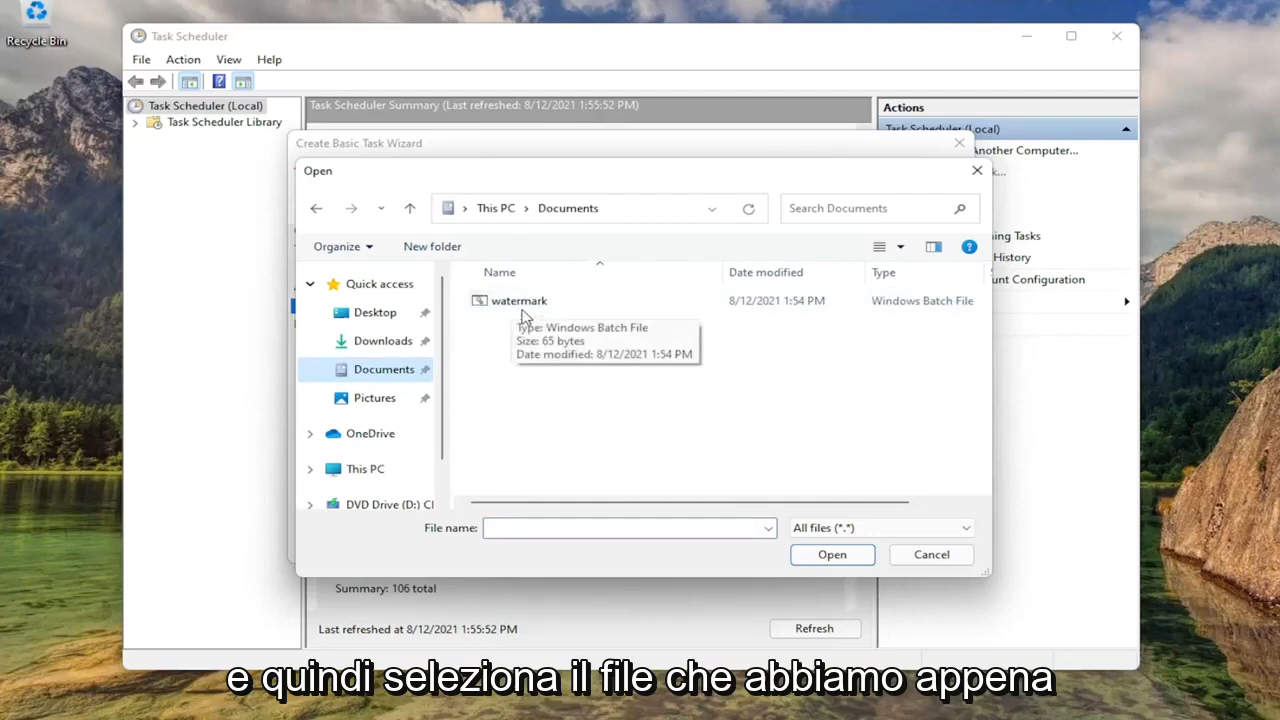 Recycle Bin
Task Scheduler
File Action View Help
Task Scheduler (Local)
Task Scheduler Library
Task Scheduler Summary (Last refreshed: 8/12/2021 1:55:52 PM)
Actions
Task Scheduler (Local)
Another Computer...
Create Basic Task Wizard
Open
This PC > Documents
Search Documents
Organize
New folder
Name
Date modified
Type
Quick access
Desktop
Downloads
Documents
Pictures
OneDrive
This PC
DVD Drive (D:)
watermark
8/12/2021 1:54 PM
Windows Batch File
Type: Windows Batch File
Size: 65 bytes
Date modified: 8/12/2021 1:54 PM
Tasks
History
Configuration
File name:
All files (*.*)
Open
Cancel
Summary: 106 total
Last refreshed at 8/12/2021 1:55:52 PM
Refresh
e quindi seleziona il file che abbiamo appena